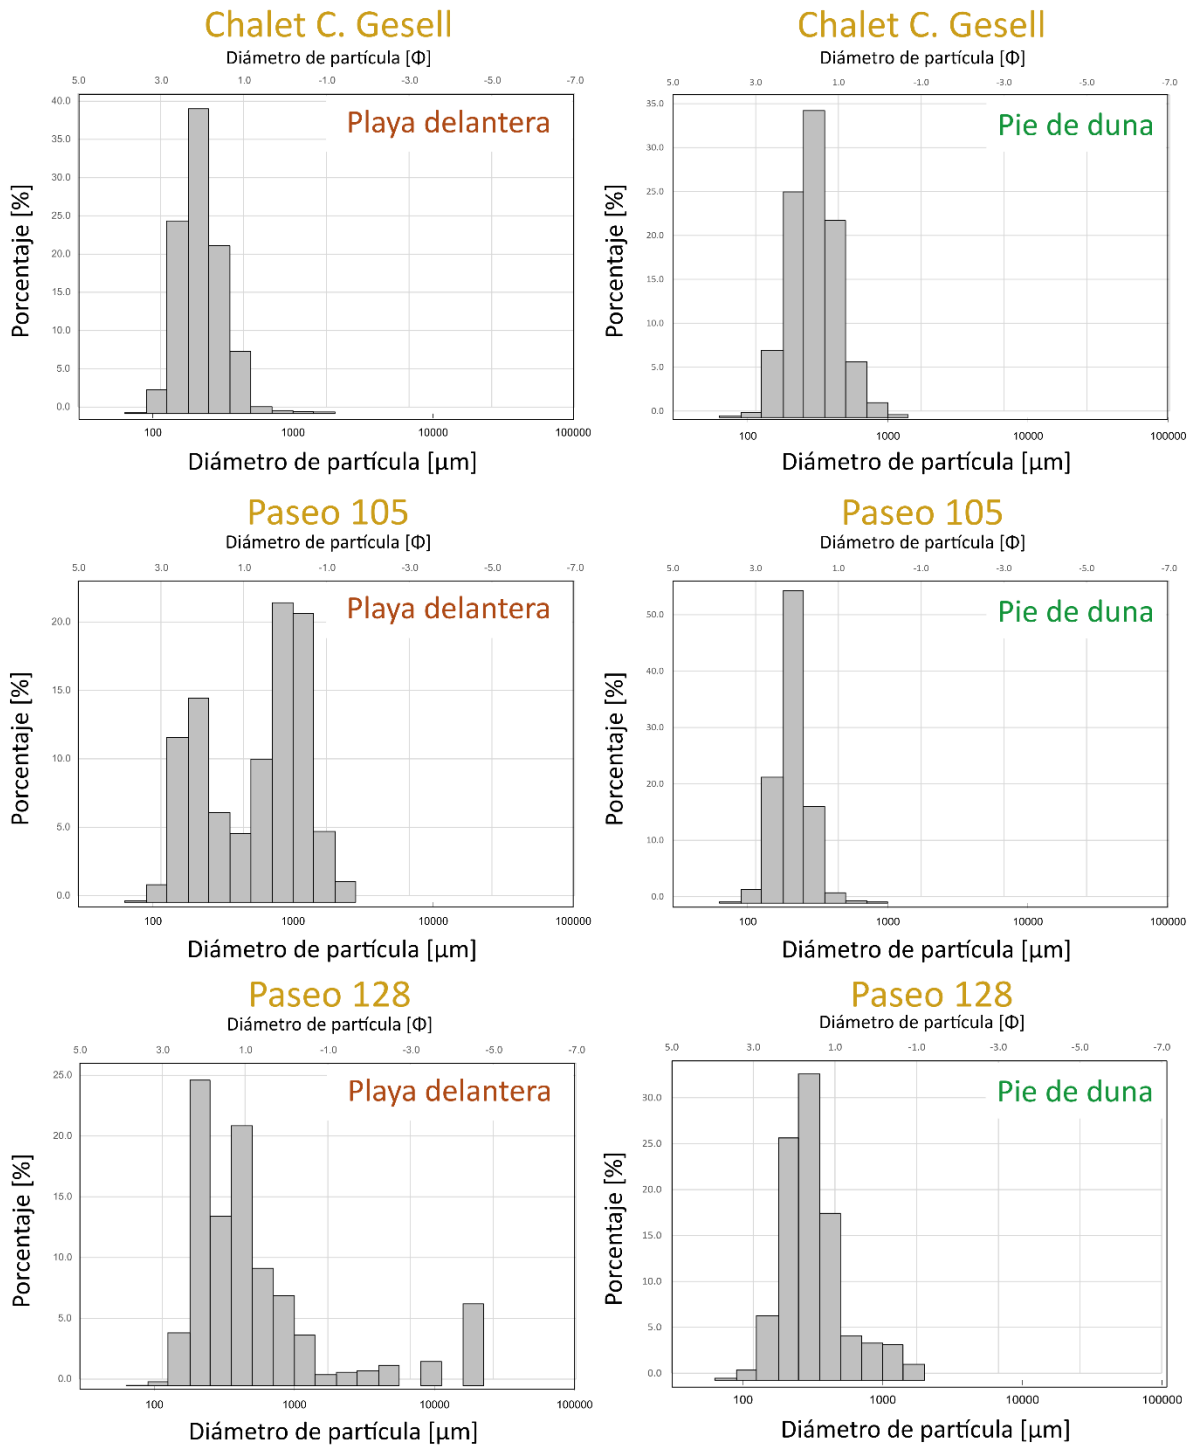 Chalet C. Gesell
Diámetro de partícula [Φ]
5.0 3.0 1.0 -1.0 -3.0 -5.0 -7.0
Playa delantera
Porcentaje [%]
40.0
35.0
30.0
25.0
20.0
15.0
10.0
5.0
0.0
100 1000 10000 100000
Diámetro de partícula [µm]
Chalet C. Gesell
Diámetro de partícula [Φ]
5.0 3.0 1.0 -1.0 -3.0 -5.0 -7.0
Pie de duna
Porcentaje [%]
35.0
30.0
25.0
20.0
15.0
10.0
5.0
0.0
100 1000 10000 100000
Diámetro de partícula [µm]
Paseo 105
Diámetro de partícula [Φ]
5.0 3.0 1.0 -1.0 -3.0 -5.0 -7.0
Playa delantera
Porcentaje [%]
20.0
15.0
10.0
5.0
0.0
100 1000 10000 100000
Diámetro de partícula [µm]
Paseo 105
Diámetro de partícula [Φ]
5.0 3.0 1.0 -1.0 -3.0 -5.0 -7.0
Pie de duna
Porcentaje [%]
50.0
40.0
30.0
20.0
10.0
0.0
100 1000 10000 100000
Diámetro de partícula [µm]
Paseo 128
Diámetro de partícula [Φ]
5.0 3.0 1.0 -1.0 -3.0 -5.0 -7.0
Playa delantera
Porcentaje [%]
25.0
20.0
15.0
10.0
5.0
0.0
100 1000 10000 100000
Diámetro de partícula [µm]
Paseo 128
Diámetro de partícula [Φ]
5.0 3.0 1.0 -1.0 -3.0 -5.0 -7.0
Pie de duna
Porcentaje [%]
30.0
25.0
20.0
15.0
10.0
5.0
0.0
100 1000 10000 100000
Diámetro de partícula [µm]